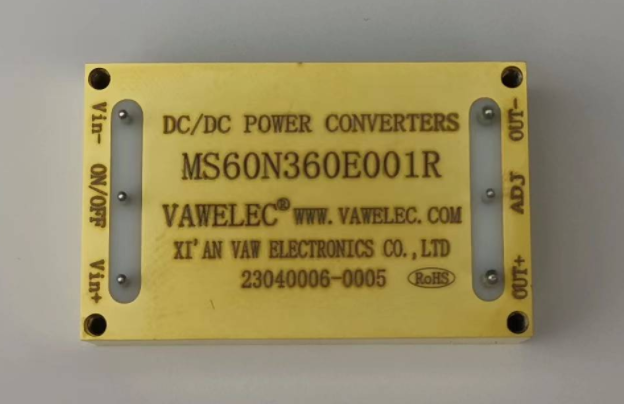 DC/DC POWER CONVERTERS
MS60N360E001R
VAWELEC® WWW.VAWELEC.COM
XI'AN VAW ELECTRONICS CO.,LTD
23040006-0005 RoHS
Vin-
ON/OFF
Vin+
OUT-
ADJ
OUT+